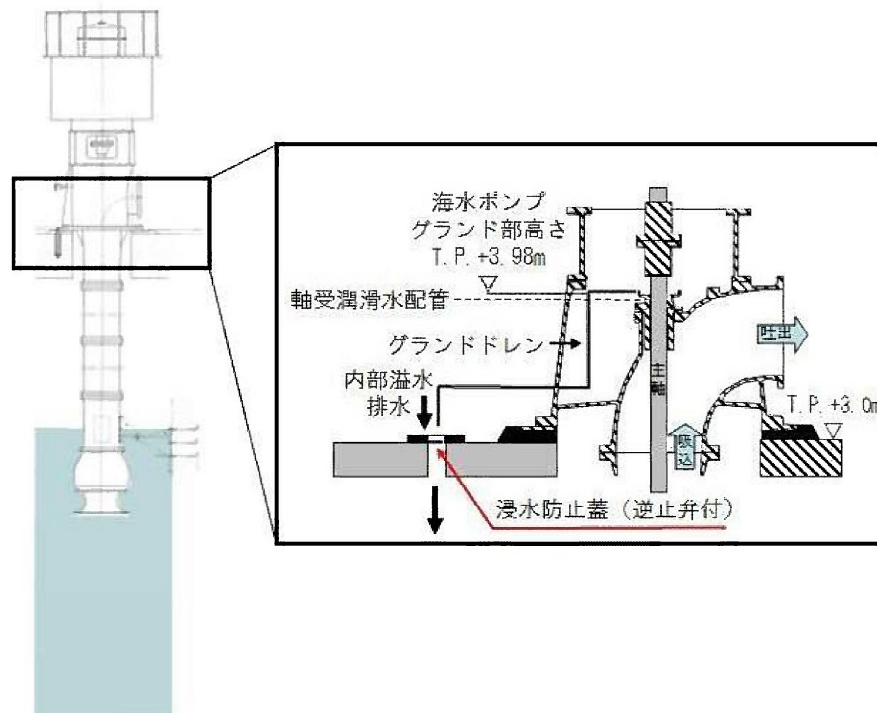 海水ポンプ
グランド部高さ
T.P.+3.98m
軸受潤滑水配管
グランドドレン
内部溢水
排水
吐出
主軸
T.P.+3.0m
吸込
浸水防止蓋（逆止弁付）